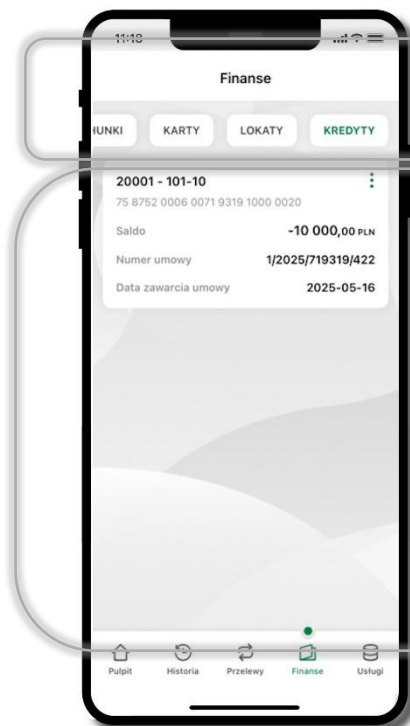 11:18
Finanse
HUNKI KARTY LOKATY KREDYTY
20001 - 101-10
75 8752 0006 0071 9319 1000 0020
Saldo -10 000,00 PLN
Numer umowy 1/2025/719319/422
Data zawarcia umowy 2025-05-16
Pulpit Historia Przelewy Finanse Usługi